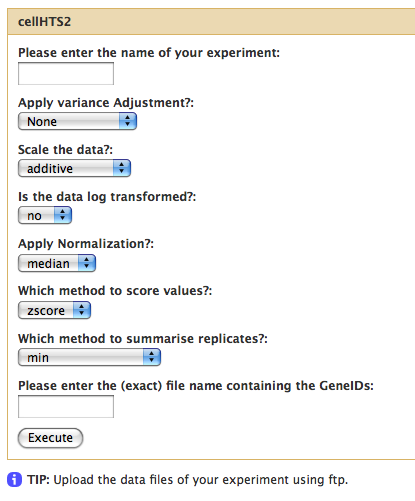 cellHTS2
Please enter the name of your experiment:
Apply variance Adjustment?:
None
Scale the data?:
additive
Is the data log transformed?:
no
Apply Normalization?:
median
Which method to score values?:
zscore
Which method to summarise replicates?:
min
Please enter the (exact) file name containing the GeneIDs:
Execute
TIP: Upload the data files of your experiment using ftp.